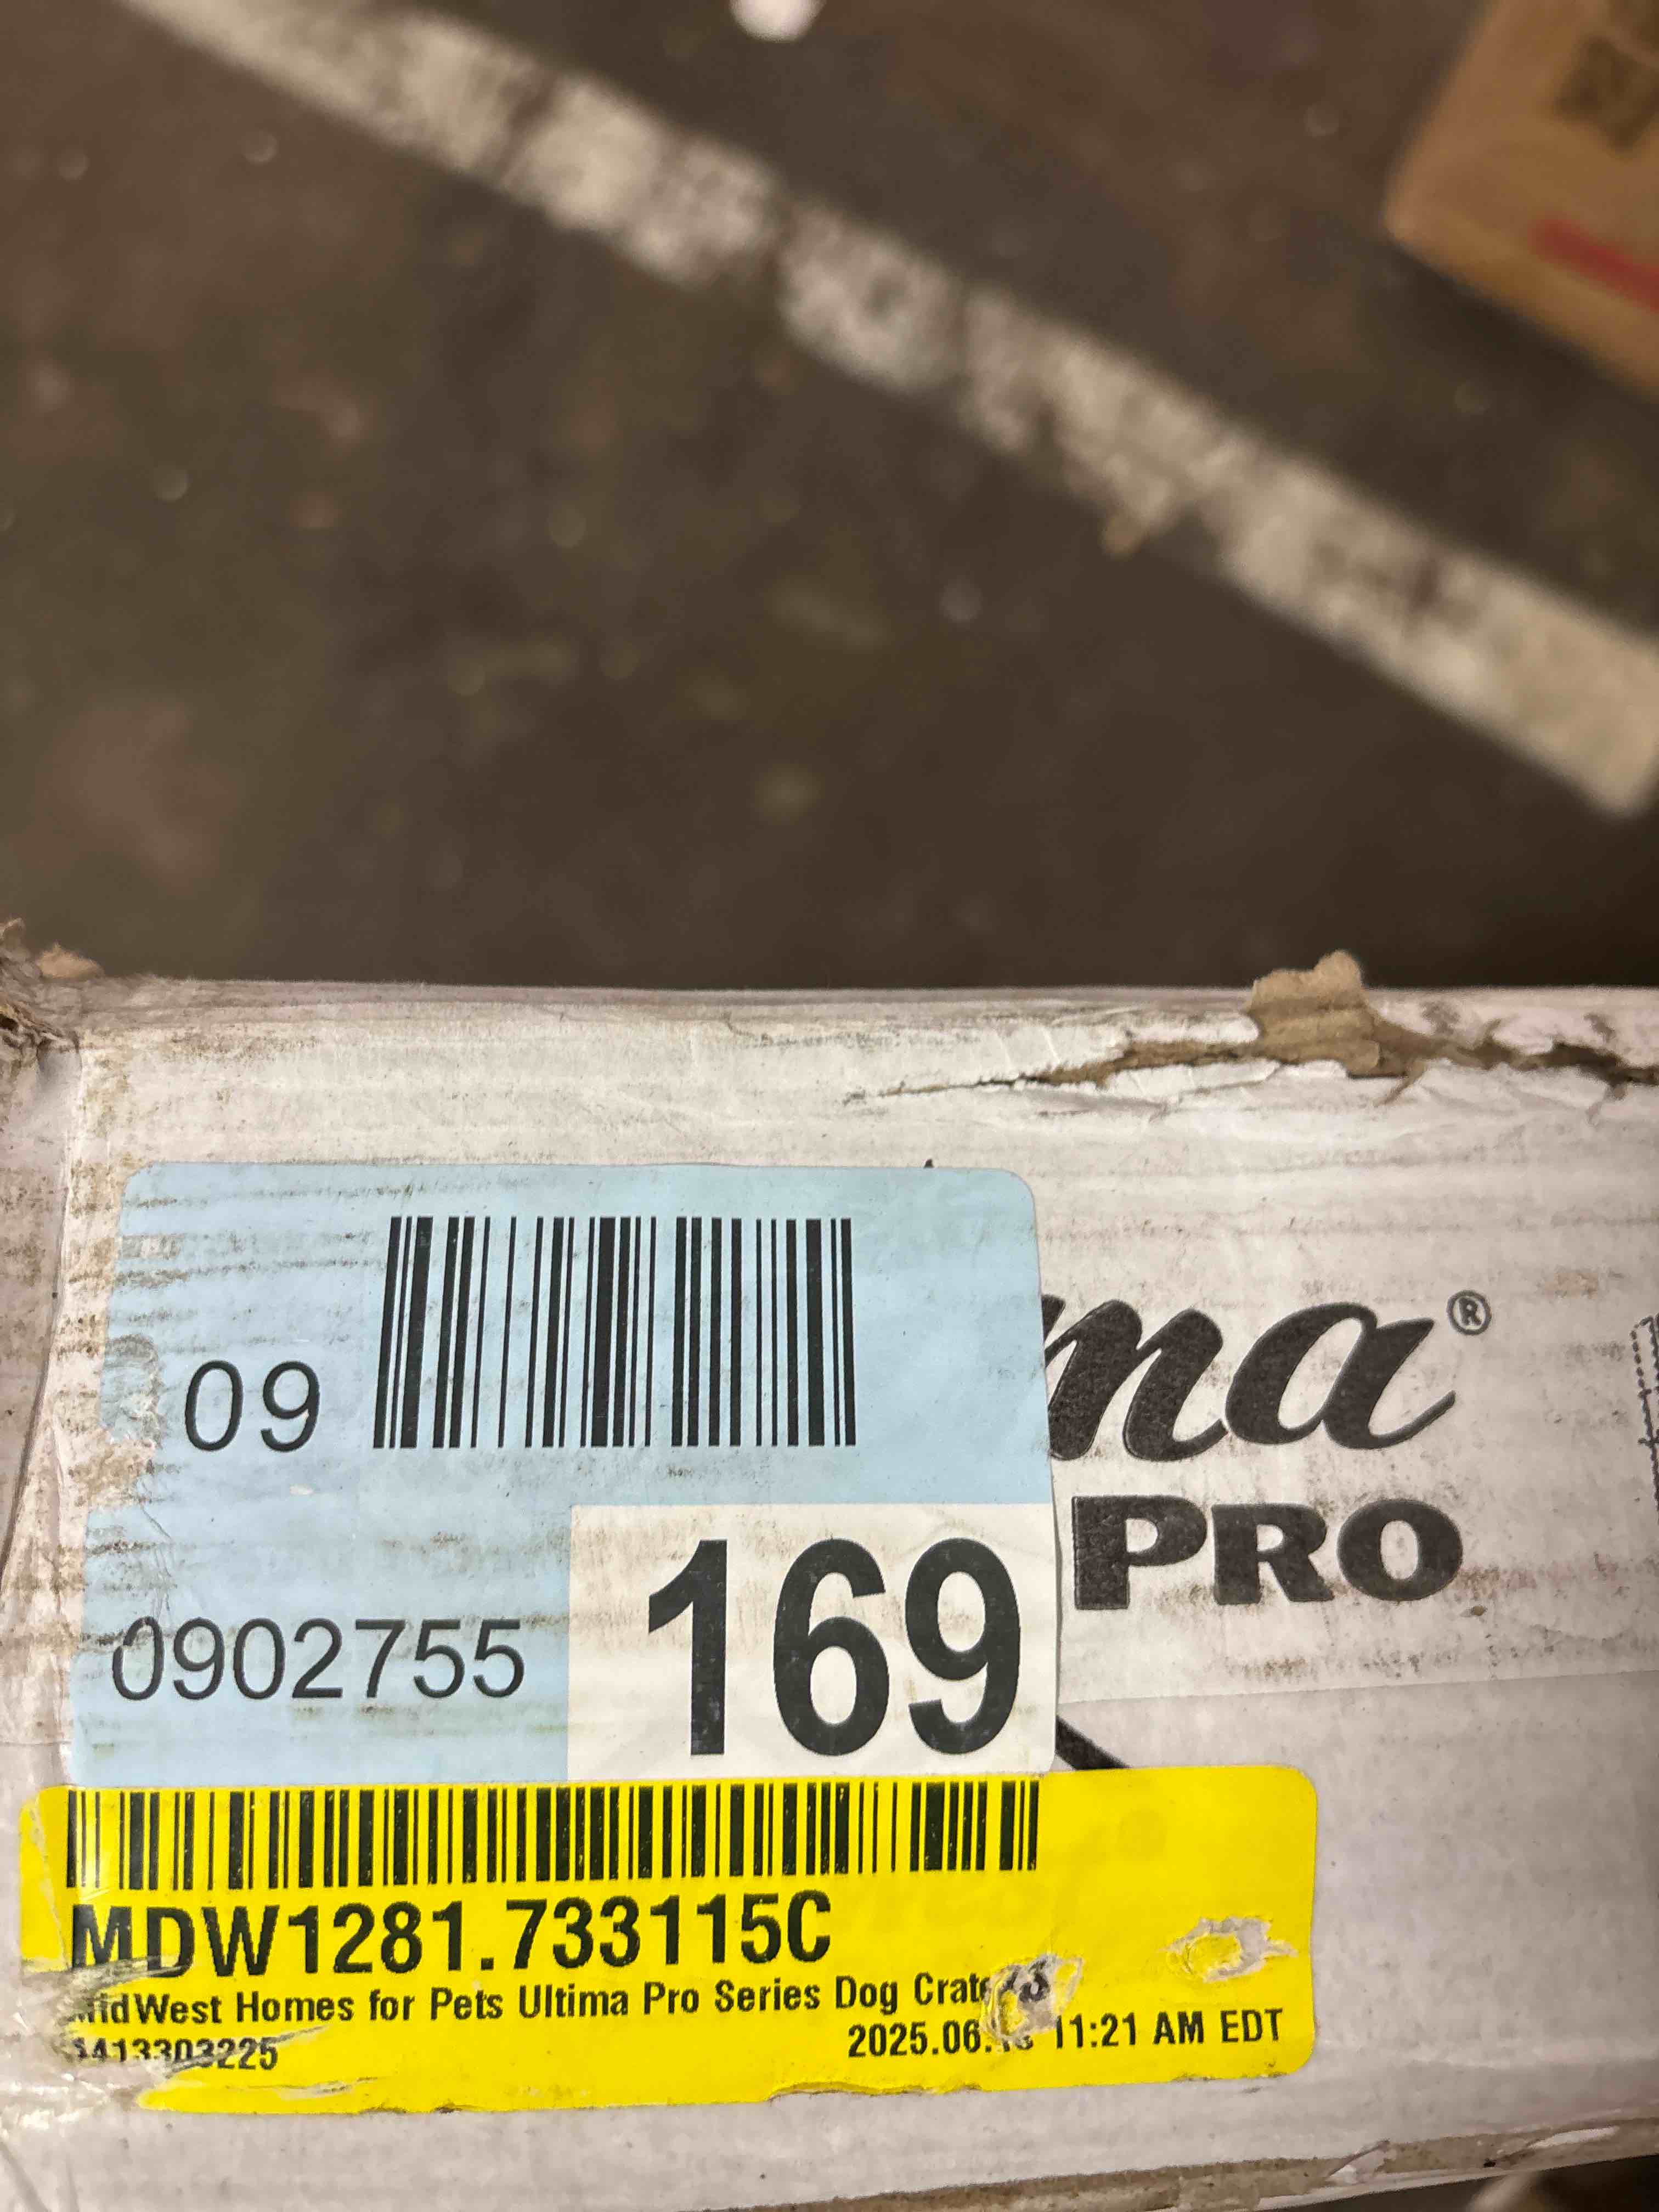 09
0902755
169
ma®
PRO
MDW1281.733115C
MidWest Homes for Pets Ultima Pro Series Dog Crate
413303225
2025.06. 11:21 AM EDT